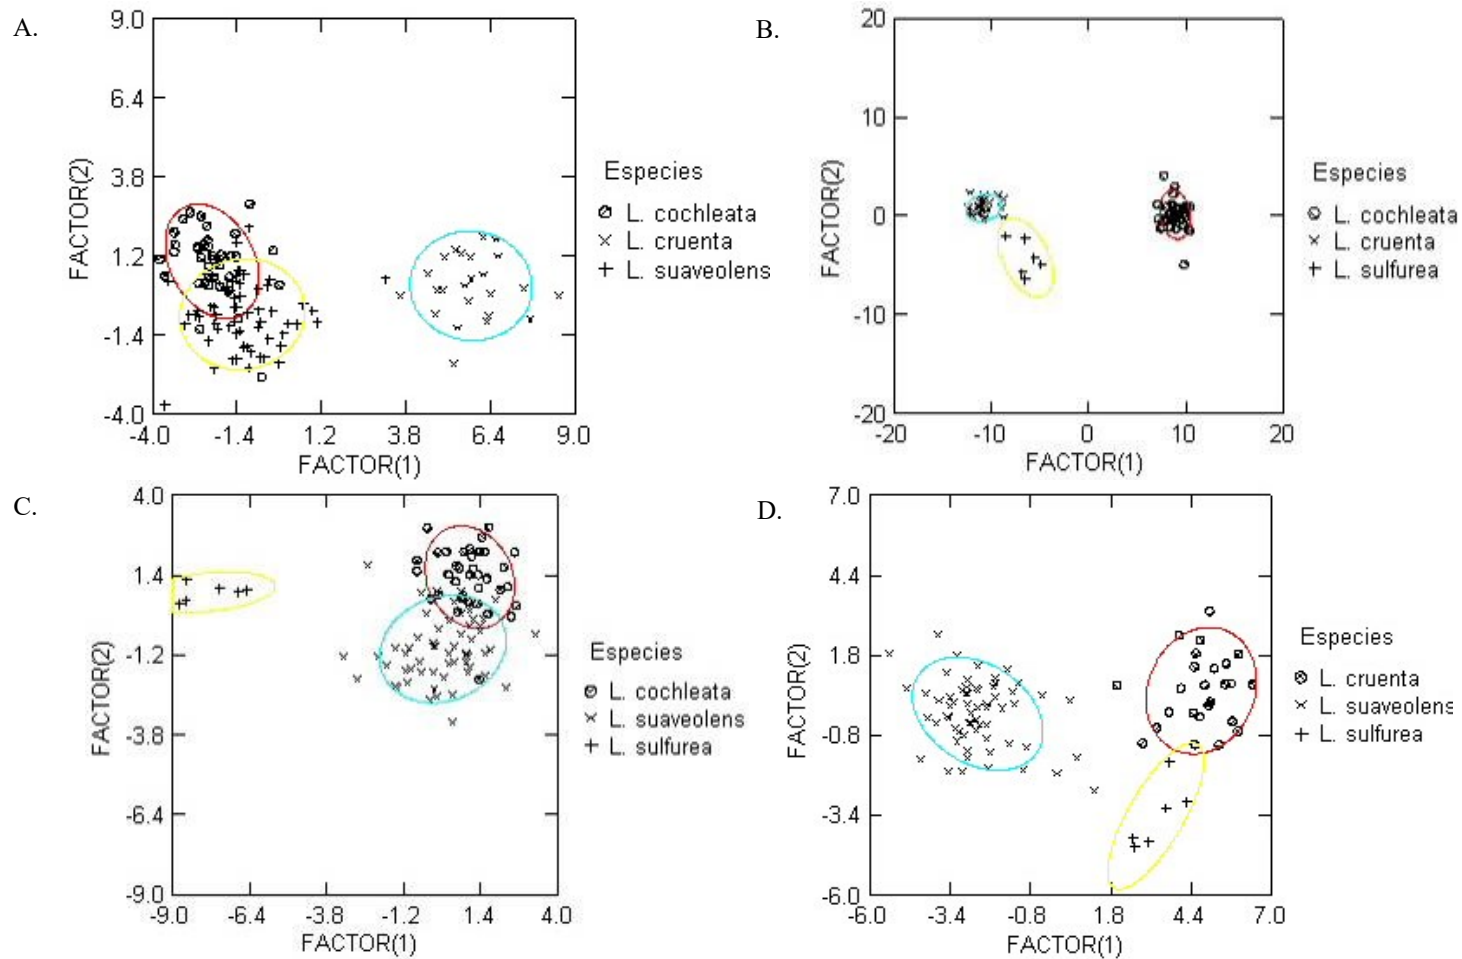 A.
9.0
6.4
3.8
1.2
-1.4
-4.0
FACTOR(2)
-4.0 -1.4 1.2 3.8 6.4 9.0
FACTOR(1)
Especies
L. cochleata
L. cruenta
L. suaveolens
B.
20
10
0
-10
-20
FACTOR(2)
-20 -10 0 10 20
FACTOR(1)
Especies
L. cochleata
L. cruenta
L. sulfurea
C.
4.0
1.4
-1.2
-3.8
-6.4
-9.0
FACTOR(2)
-9.0 -6.4 -3.8 -1.2 1.4 4.0
FACTOR(1)
Especies
L. cochleata
L. suaveolens
L. sulfurea
D.
7.0
4.4
1.8
-0.8
-3.4
-6.0
FACTOR(2)
-6.0 -3.4 -0.8 1.8 4.4 7.0
FACTOR(1)
Especies
L. cruenta
L. suaveolens
L. sulfurea